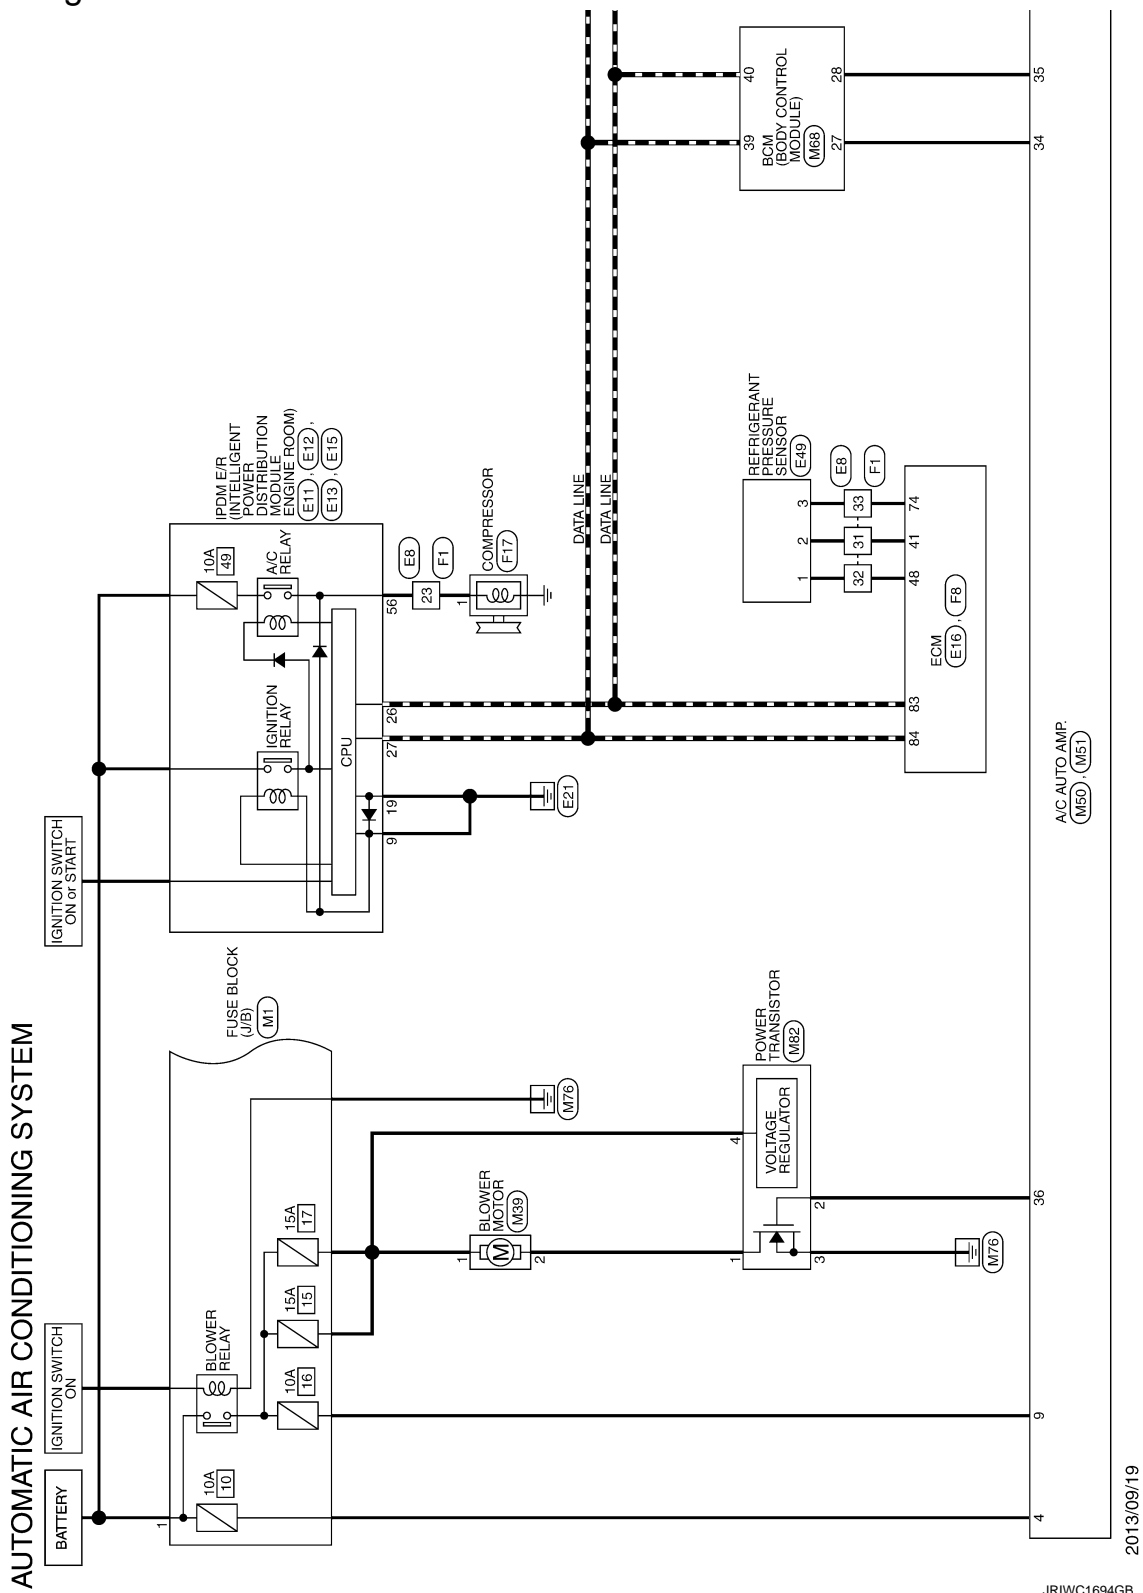 AUTOMATIC AIR CONDITIONING SYSTEM
BATTERY
IGNITION SWITCH
ON
IGNITION SWITCH
ON or START
1
10A
10
BLOWER
RELAY
10A
16
15A
15
15A
17
FUSE BLOCK
(J/B)
M1
M76
BLOWER
MOTOR
M39
1
M
2
POWER
TRANSISTOR
M82
4
VOLTAGE
REGULATOR
1
2
3
M76
IPDM E/R
(INTELLIGENT
POWER
DISTRIBUTION
MODULE
ENGINE ROOM)
E11 , E12 ,
E13 , E15
IGNITION
RELAY
10A
49
A/C
RELAY
CPU
9
19
27
26
56
E21
E8
23
F1
COMPRESSOR
F17
1
DATA LINE
DATA LINE
REFRIGERANT
PRESSURE
SENSOR
E49
1
2
3
E8
32
31
33
F1
48
41
74
ECM
E16 , F8
84
83
BCM
(BODY CONTROL
MODULE)
M68
39
40
27
28
A/C AUTO AMP.
M50 , M51
4
9
36
34
35
2013/09/19